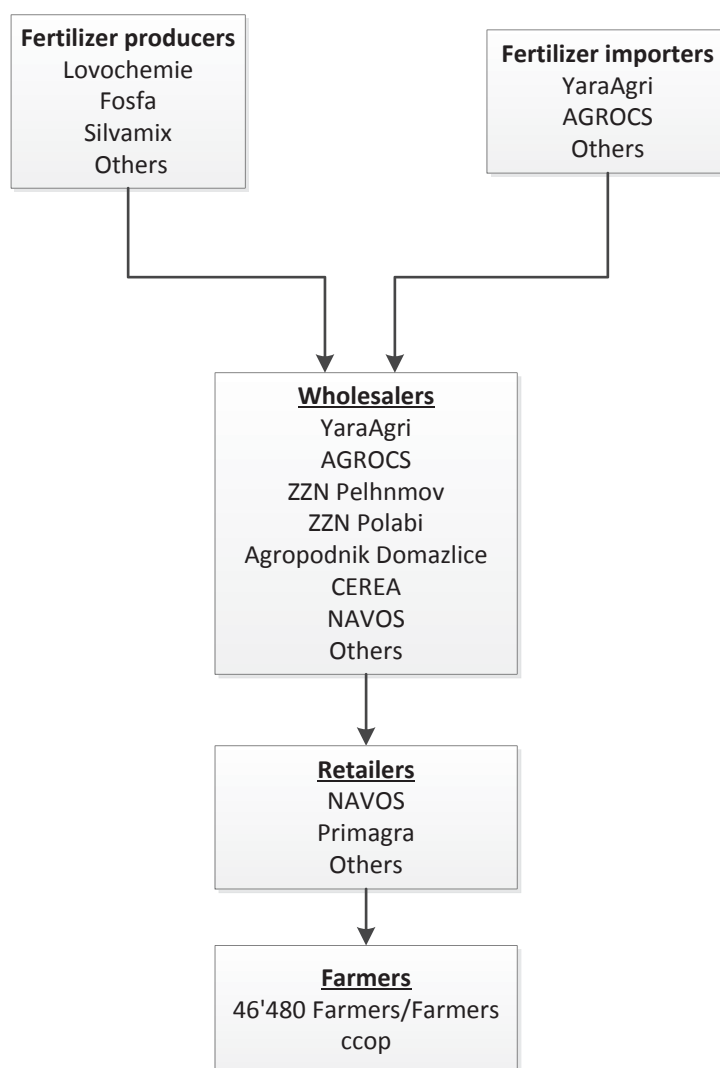 Fertilizer producers
Lovochemie
Fosfa
Silvamix
Others
Fertilizer importers
YaraAgri
AGROCS
Others
Wholesalers
YaraAgri
AGROCS
ZZN Pelhnmov
ZZN Polabi
Agropodnik Domazlice
CEREA
NAVOS
Others
Retailers
NAVOS
Primagra
Others
Farmers
46'480 Farmers/Farmers
ccop